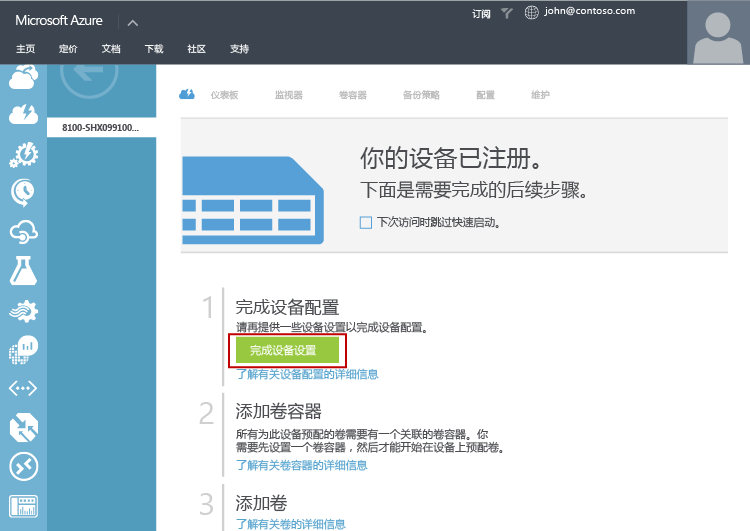 Microsoft Azure
订阅
john@contoso.com
主页 定价 文档 下载 社区 支持
仪表板 监视器 卷容器 备份策略 配置 维护
8100-SHX099100...
你的设备已注册。
下面是需要完成的后续步骤。
下次访问时跳过快速启动。
1 完成设备配置
请再提供一些设备设置以完成设备配置。
完成设备设置
了解有关设备配置的详细信息
2 添加卷容器
所有为此设备预配的卷需要有一个关联的卷容器。你
需要先设置一个卷容器，然后才能开始在设备上预配卷。
了解有关卷容器的详细信息
3 添加卷
了解有关卷的详细信息